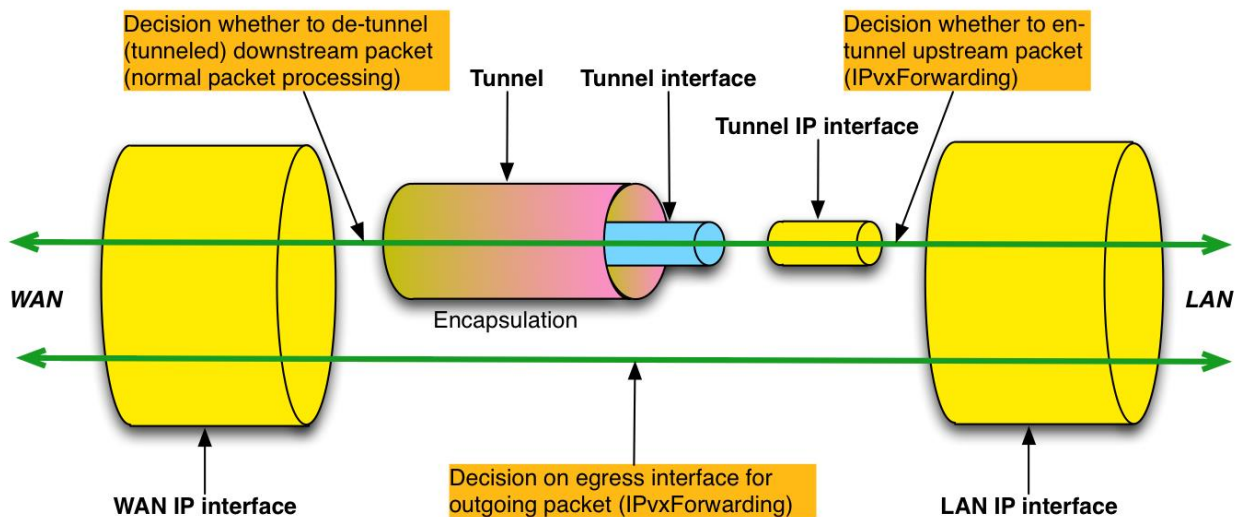 Decision whether to de-tunnel
(tunneled) downstream packet
(normal packet processing)
Tunnel
Tunnel interface
Decision whether to en-
tunnel upstream packet
(IPvxForwarding)
Tunnel IP interface
WAN
LAN
Encapsulation
WAN IP interface
Decision on egress interface for
outgoing packet (IPvxForwarding)
LAN IP interface